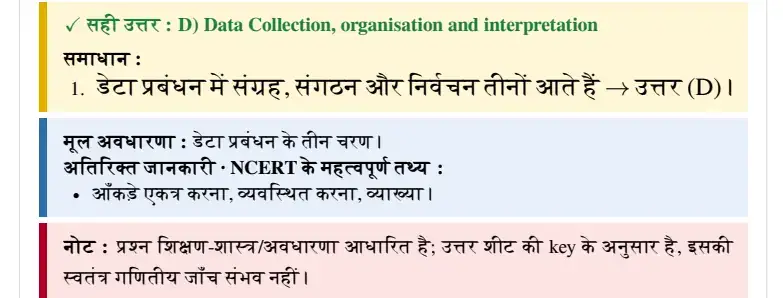 ✓ सही उत्तर : D) Data Collection, organisation and interpretation
समाधान :
1. डेटा प्रबंधन में संग्रह, संगठन और निर्वचन तीनों आते हैं → उत्तर (D)।
मूल अवधारणा : डेटा प्रबंधन के तीन चरण।
अतिरिक्त जानकारी · NCERT के महत्वपूर्ण तथ्य :
• आँकड़े एकत्र करना, व्यवस्थित करना, व्याख्या।
नोट : प्रश्न शिक्षण-शास्त्र/अवधारणा आधारित है; उत्तर शीट की key के अनुसार है, इसकी
स्वतंत्र गणितीय जाँच संभव नहीं।